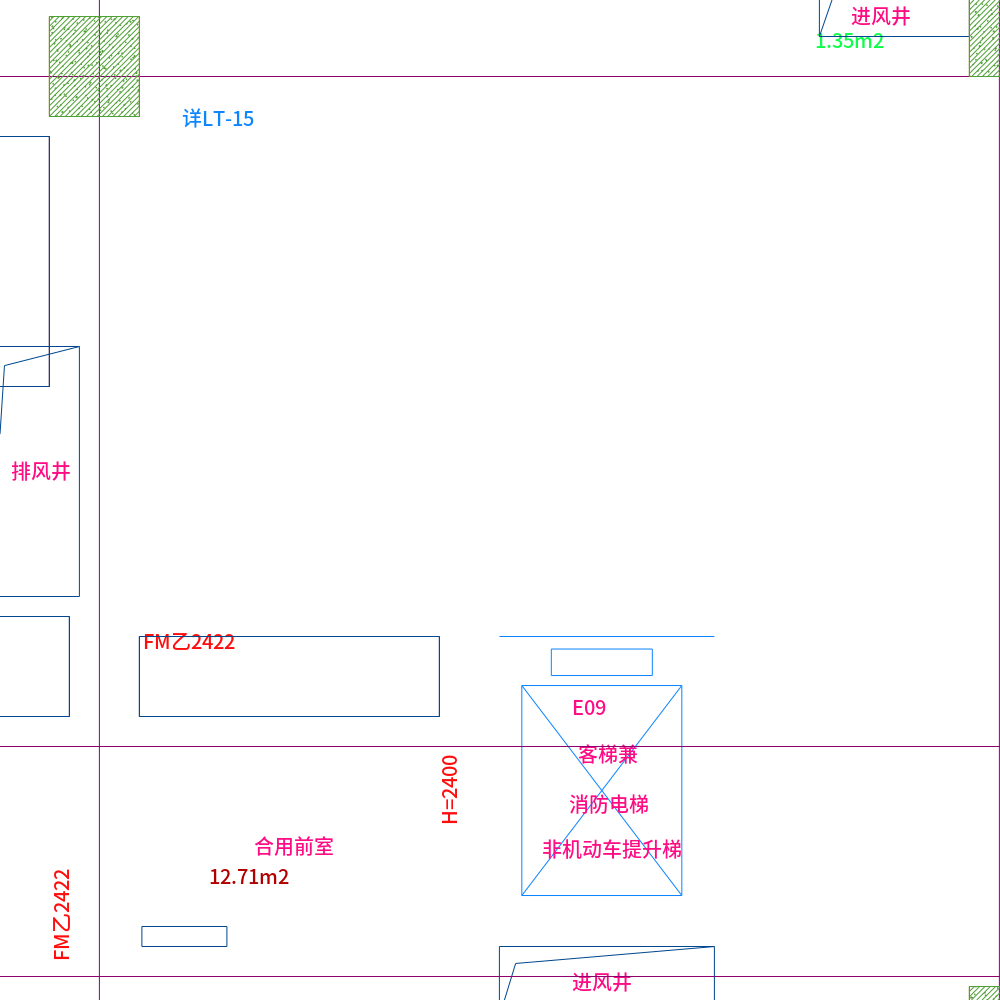 进风井
1.35m2
详LT-15
排风井
FM乙2422
E09
客梯兼
消防电梯
非机动车提升梯
H=2400
合用前室
12.71m2
FM乙2422
进风井